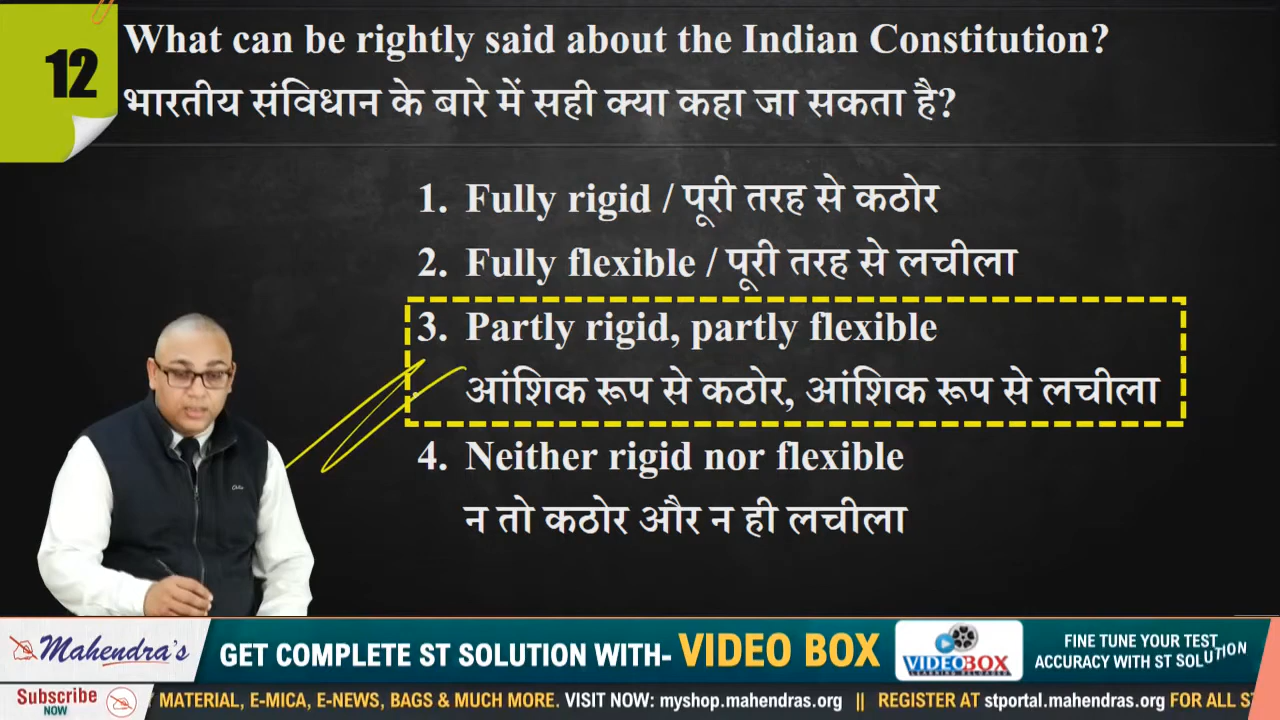 12
What can be rightly said about the Indian Constitution?
भारतीय संविधान के बारे में सही क्या कहा जा सकता है?
1. Fully rigid / पूरी तरह से कठोर
2. Fully flexible / पूरी तरह से लचीला
3. Partly rigid, partly flexible
आंशिक रूप से कठोर, आंशिक रूप से लचीला
4. Neither rigid nor flexible
न तो कठोर और न ही लचीला
Mahendra's
GET COMPLETE ST SOLUTION WITH- VIDEO BOX
VIDEOBOX
LEARNING RELOADED
FINE TUNE YOUR TEST
ACCURACY WITH ST SOLUTION
Subscribe
NOW
MATERIAL, E-MICA, E-NEWS, BAGS & MUCH MORE. VISIT NOW: myshop.mahendras.org || REGISTER AT stportal.mahendras.org FOR ALL